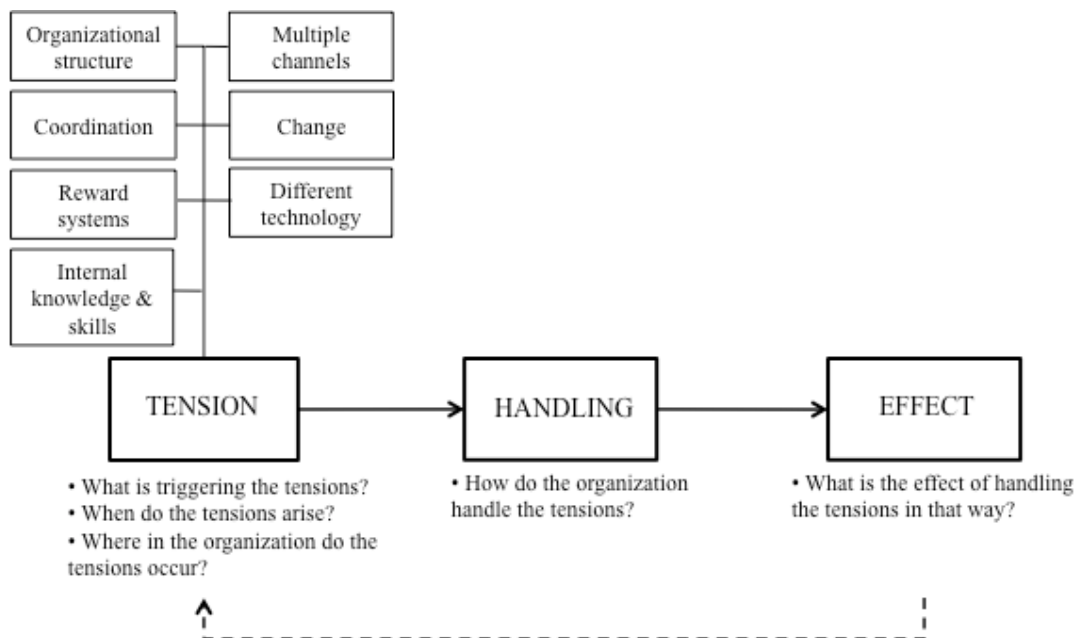 Organizational
structure
Multiple
channels
Coordination
Change
Reward
systems
Different
technology
Internal
knowledge &
skills
TENSION
HANDLING
EFFECT
• What is triggering the tensions?
• When do the tensions arise?
• Where in the organization do the
tensions occur?
• How do the organization
handle the tensions?
• What is the effect of handling
the tensions in that way?